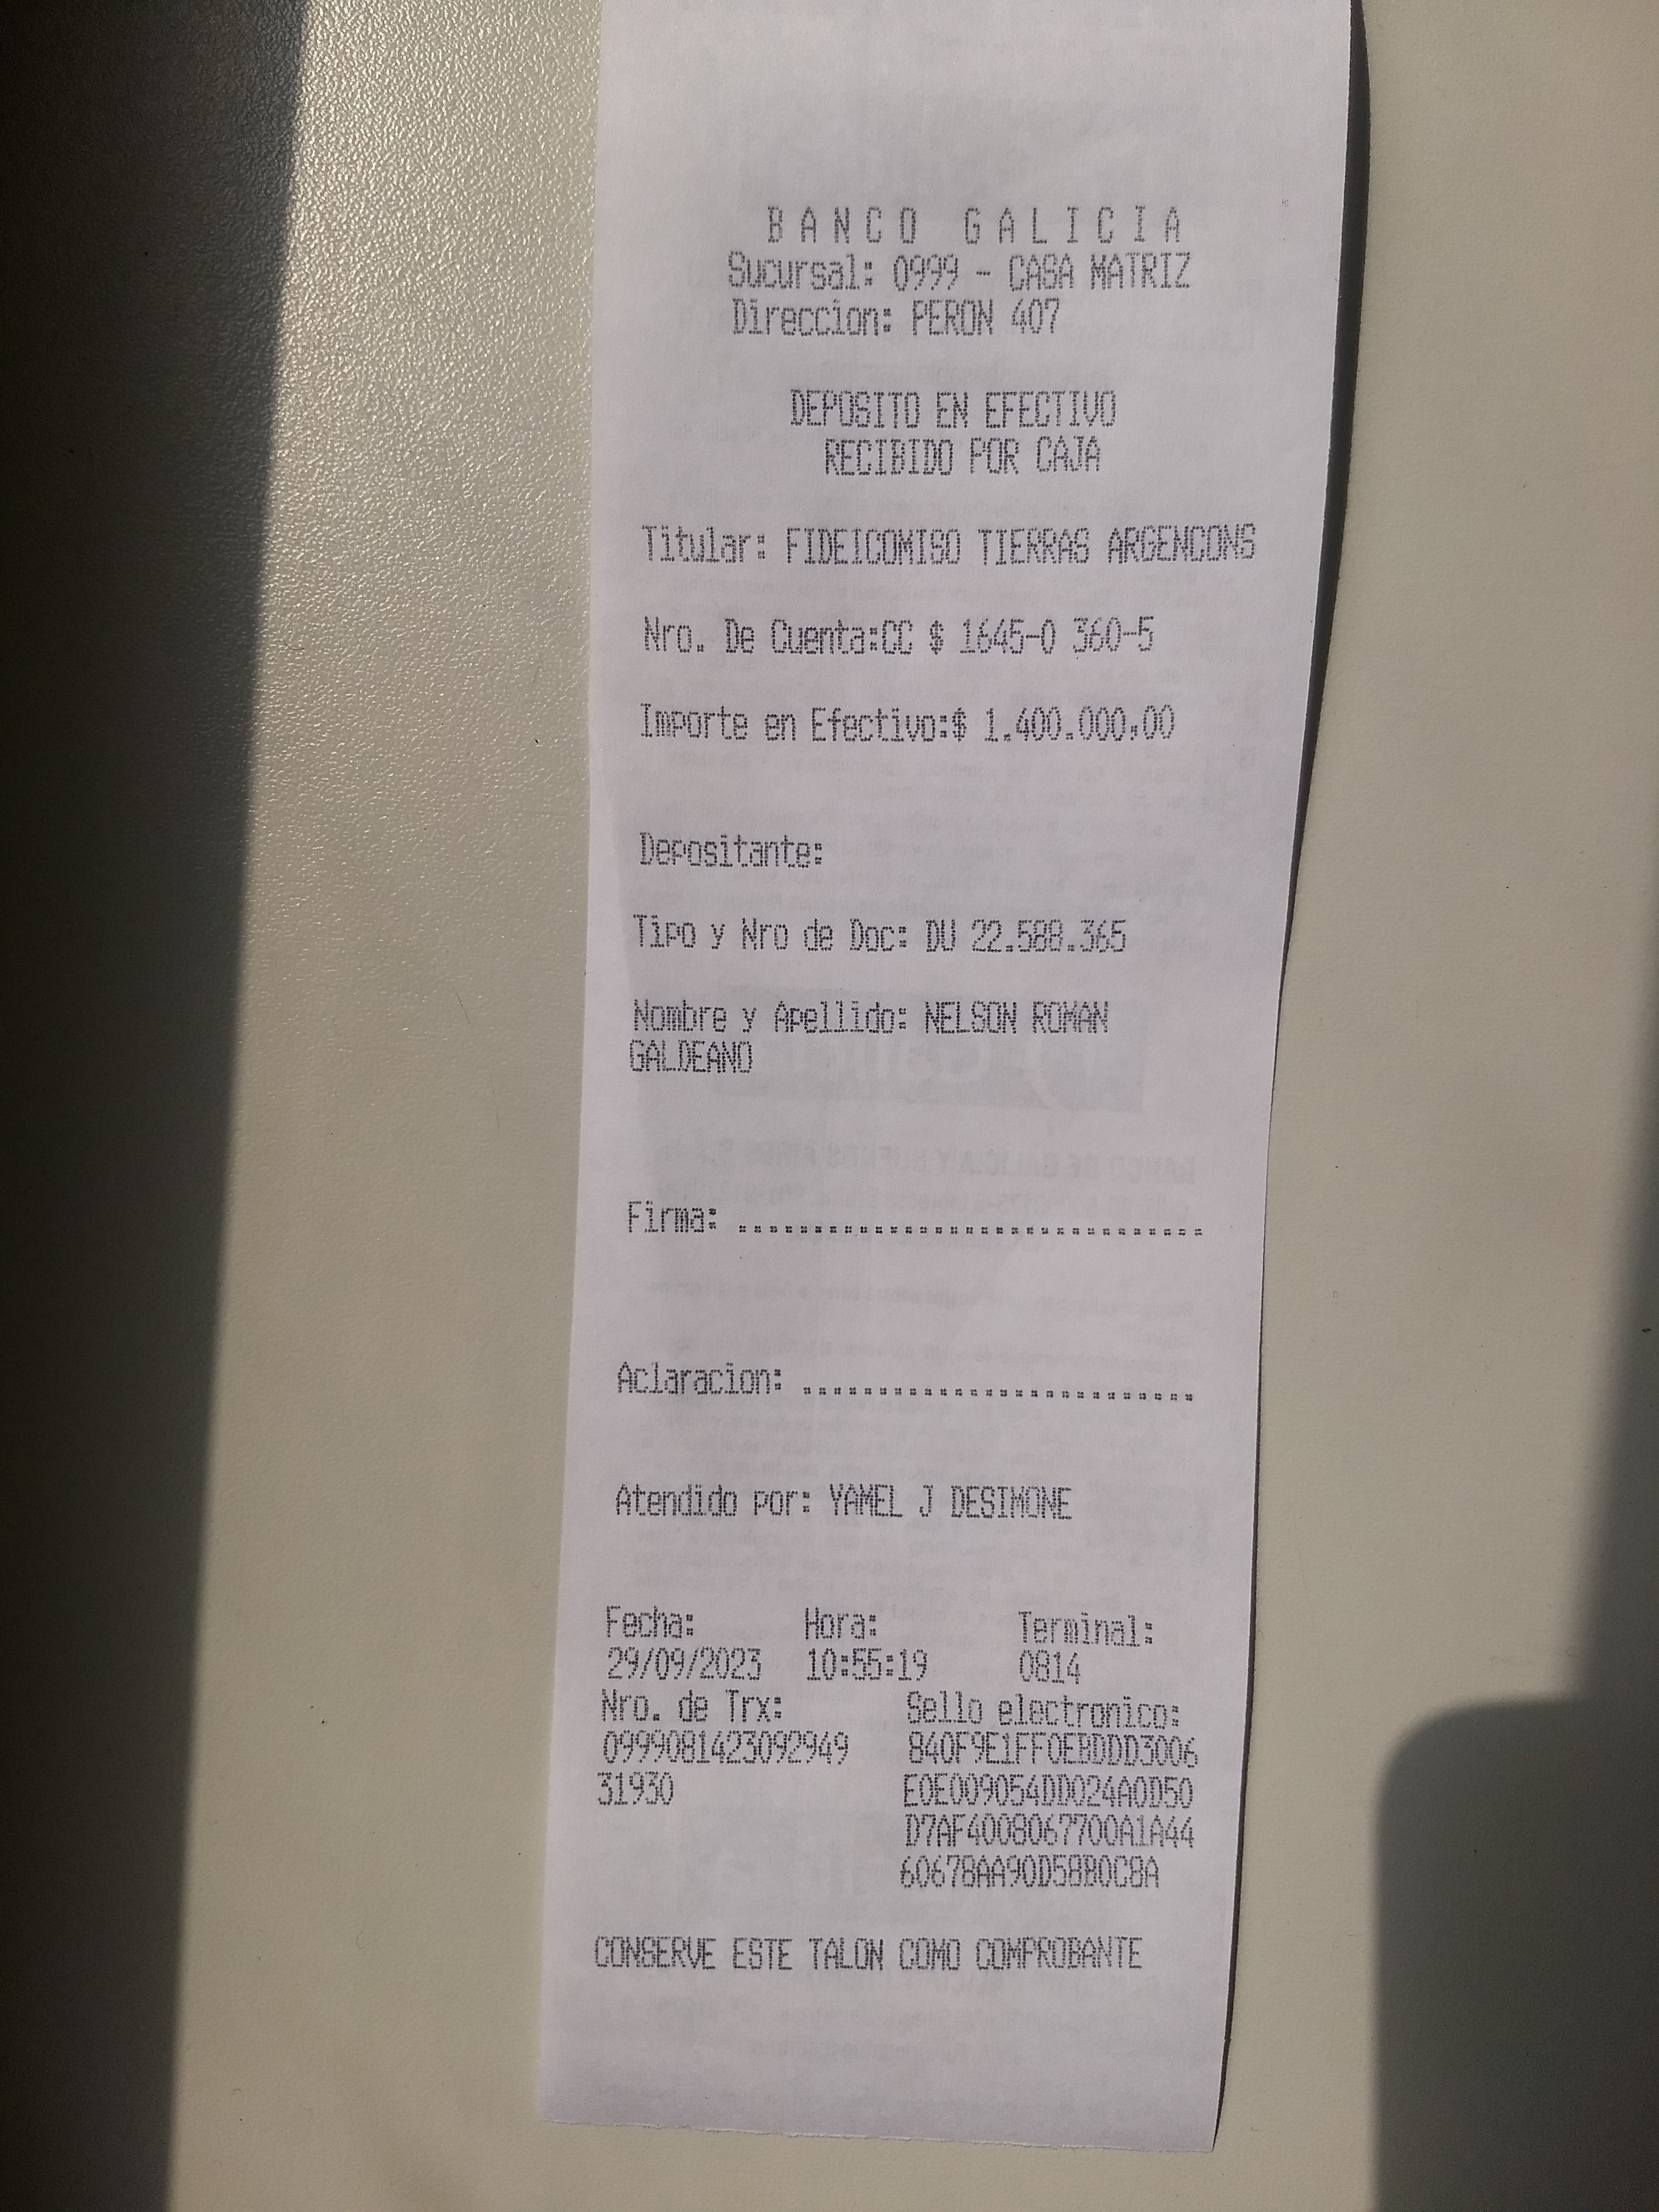 BANCO GALICIA
Sucursal: 0999 - CASA MATRIZ
Direccion: PERON 407
DEPOSITO EN EFECTIVO
RECIBIDO POR CAJA
Titular: FIDEICOMISO TIERRAS ARGENCONS
Nro. De Cuenta:CC $ 1645-0 360-5
Importe en Efectivo:$ 1.400.000,00
Depositante:
Tipo y Nro de Doc: DU 22.588.365
Nombre y Apellido: NELSON ROMAN
GALDEANO
Firma: ...............................
Aclaracion: ..........................
Atendido por: YAMEL J DESIMONE
Fecha: Hora: Terminal:
29/09/2023 10:55:19 0814
Nro. de Trx: Sello electronico:
0999081423092949 840F9E1FF0EBDDD3006
31930 E0E009054DD024A0D50
D7AF4008067700A1A44
60678AA90D5BB0C8A
CONSERVE ESTE TALON COMO COMPROBANTE